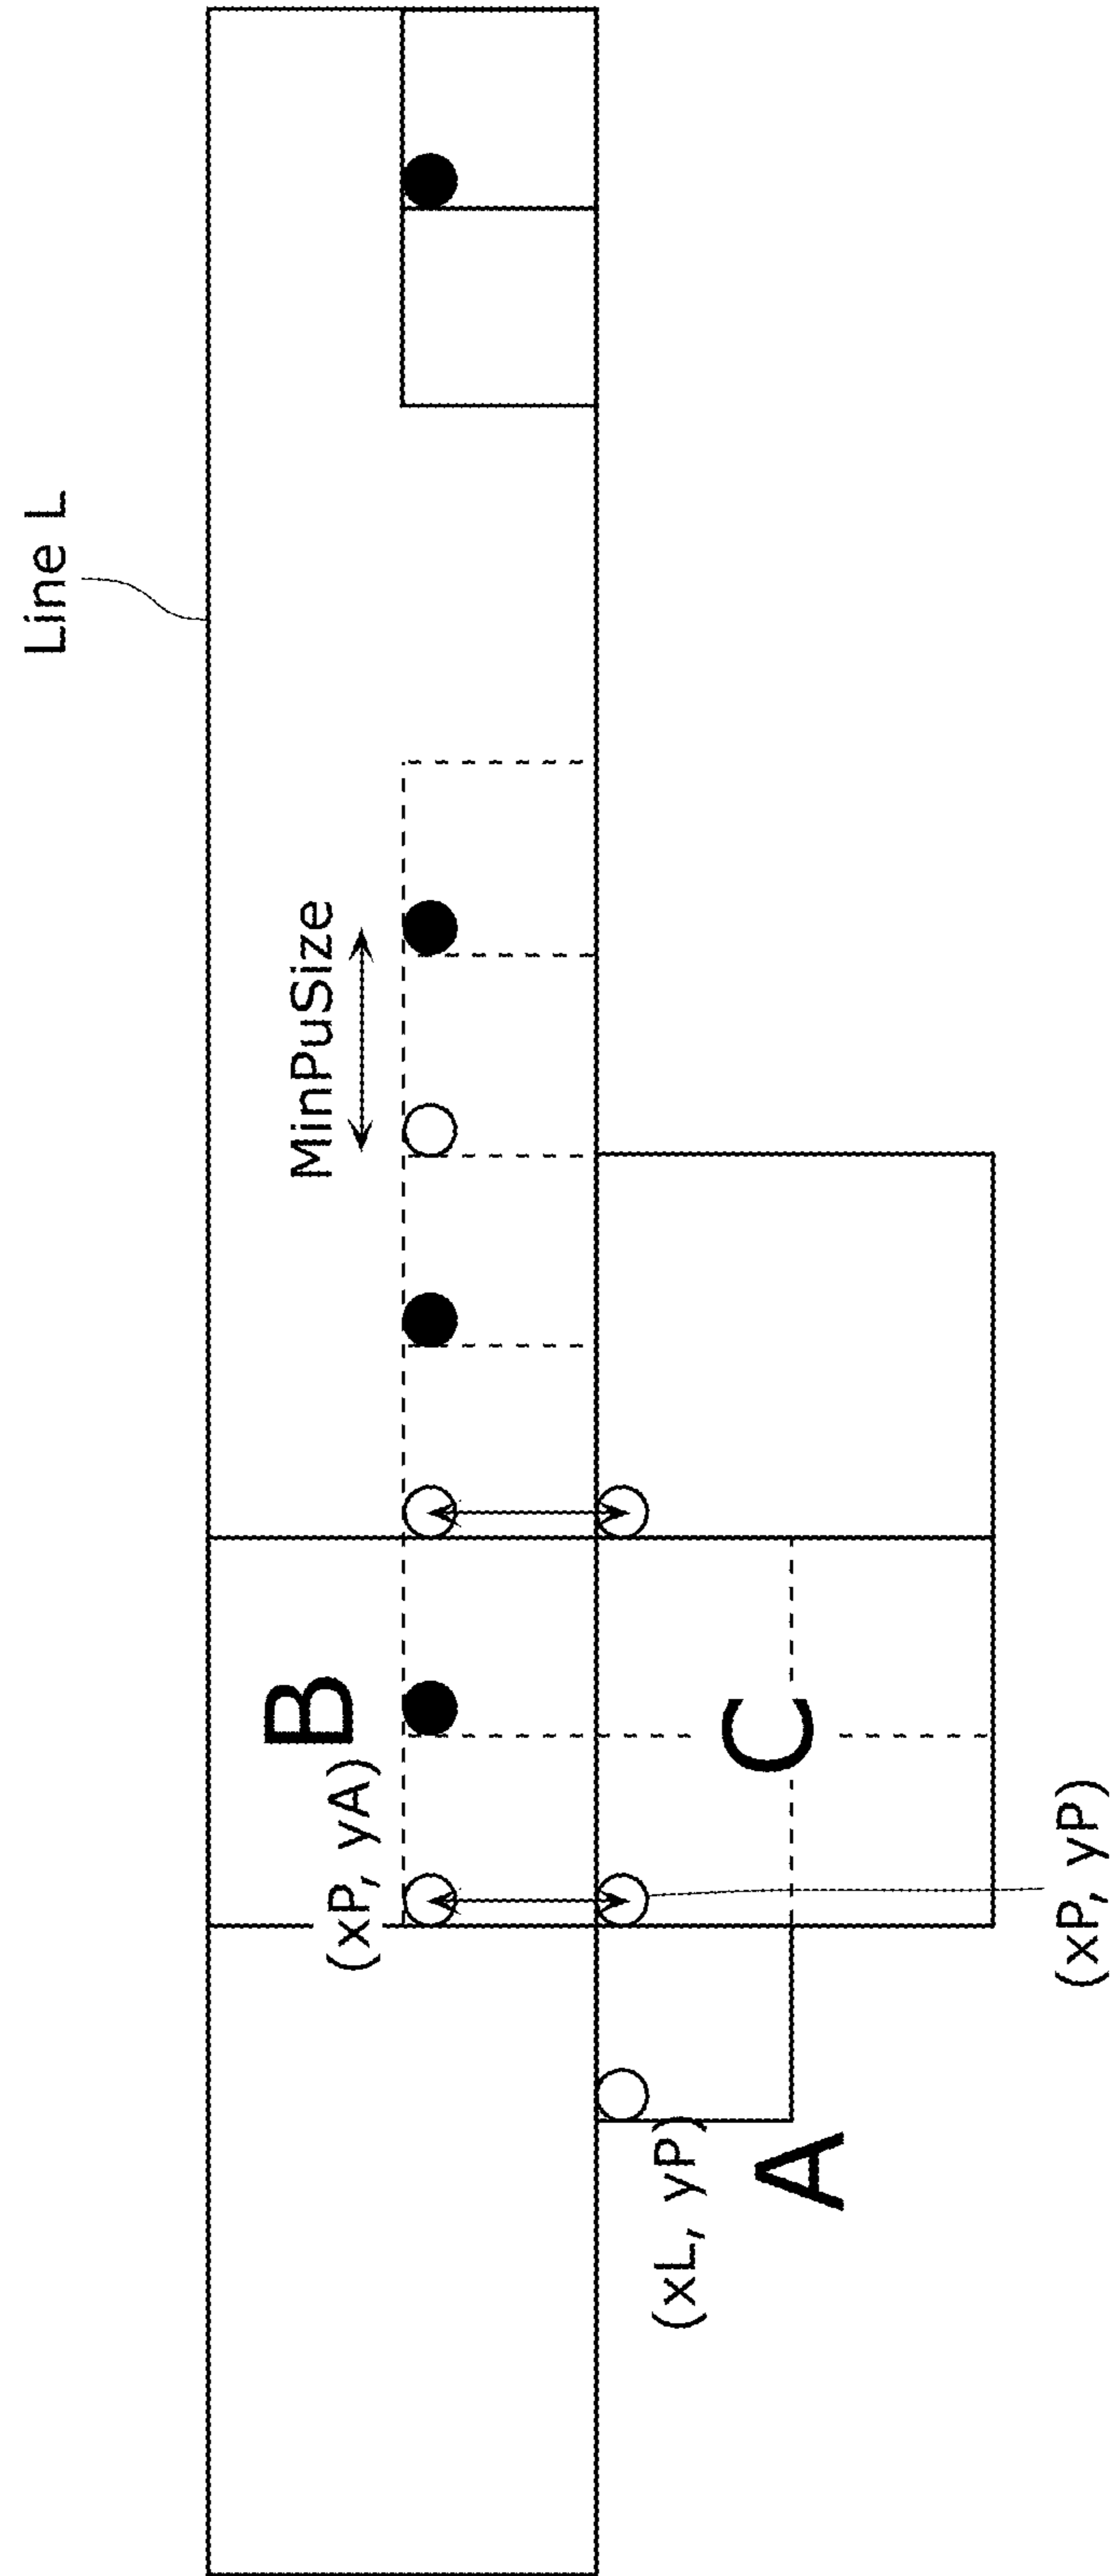 Line L
MinPuSize
B
(xP, yA)
C
(xP, yP)
(xL, yP)
A